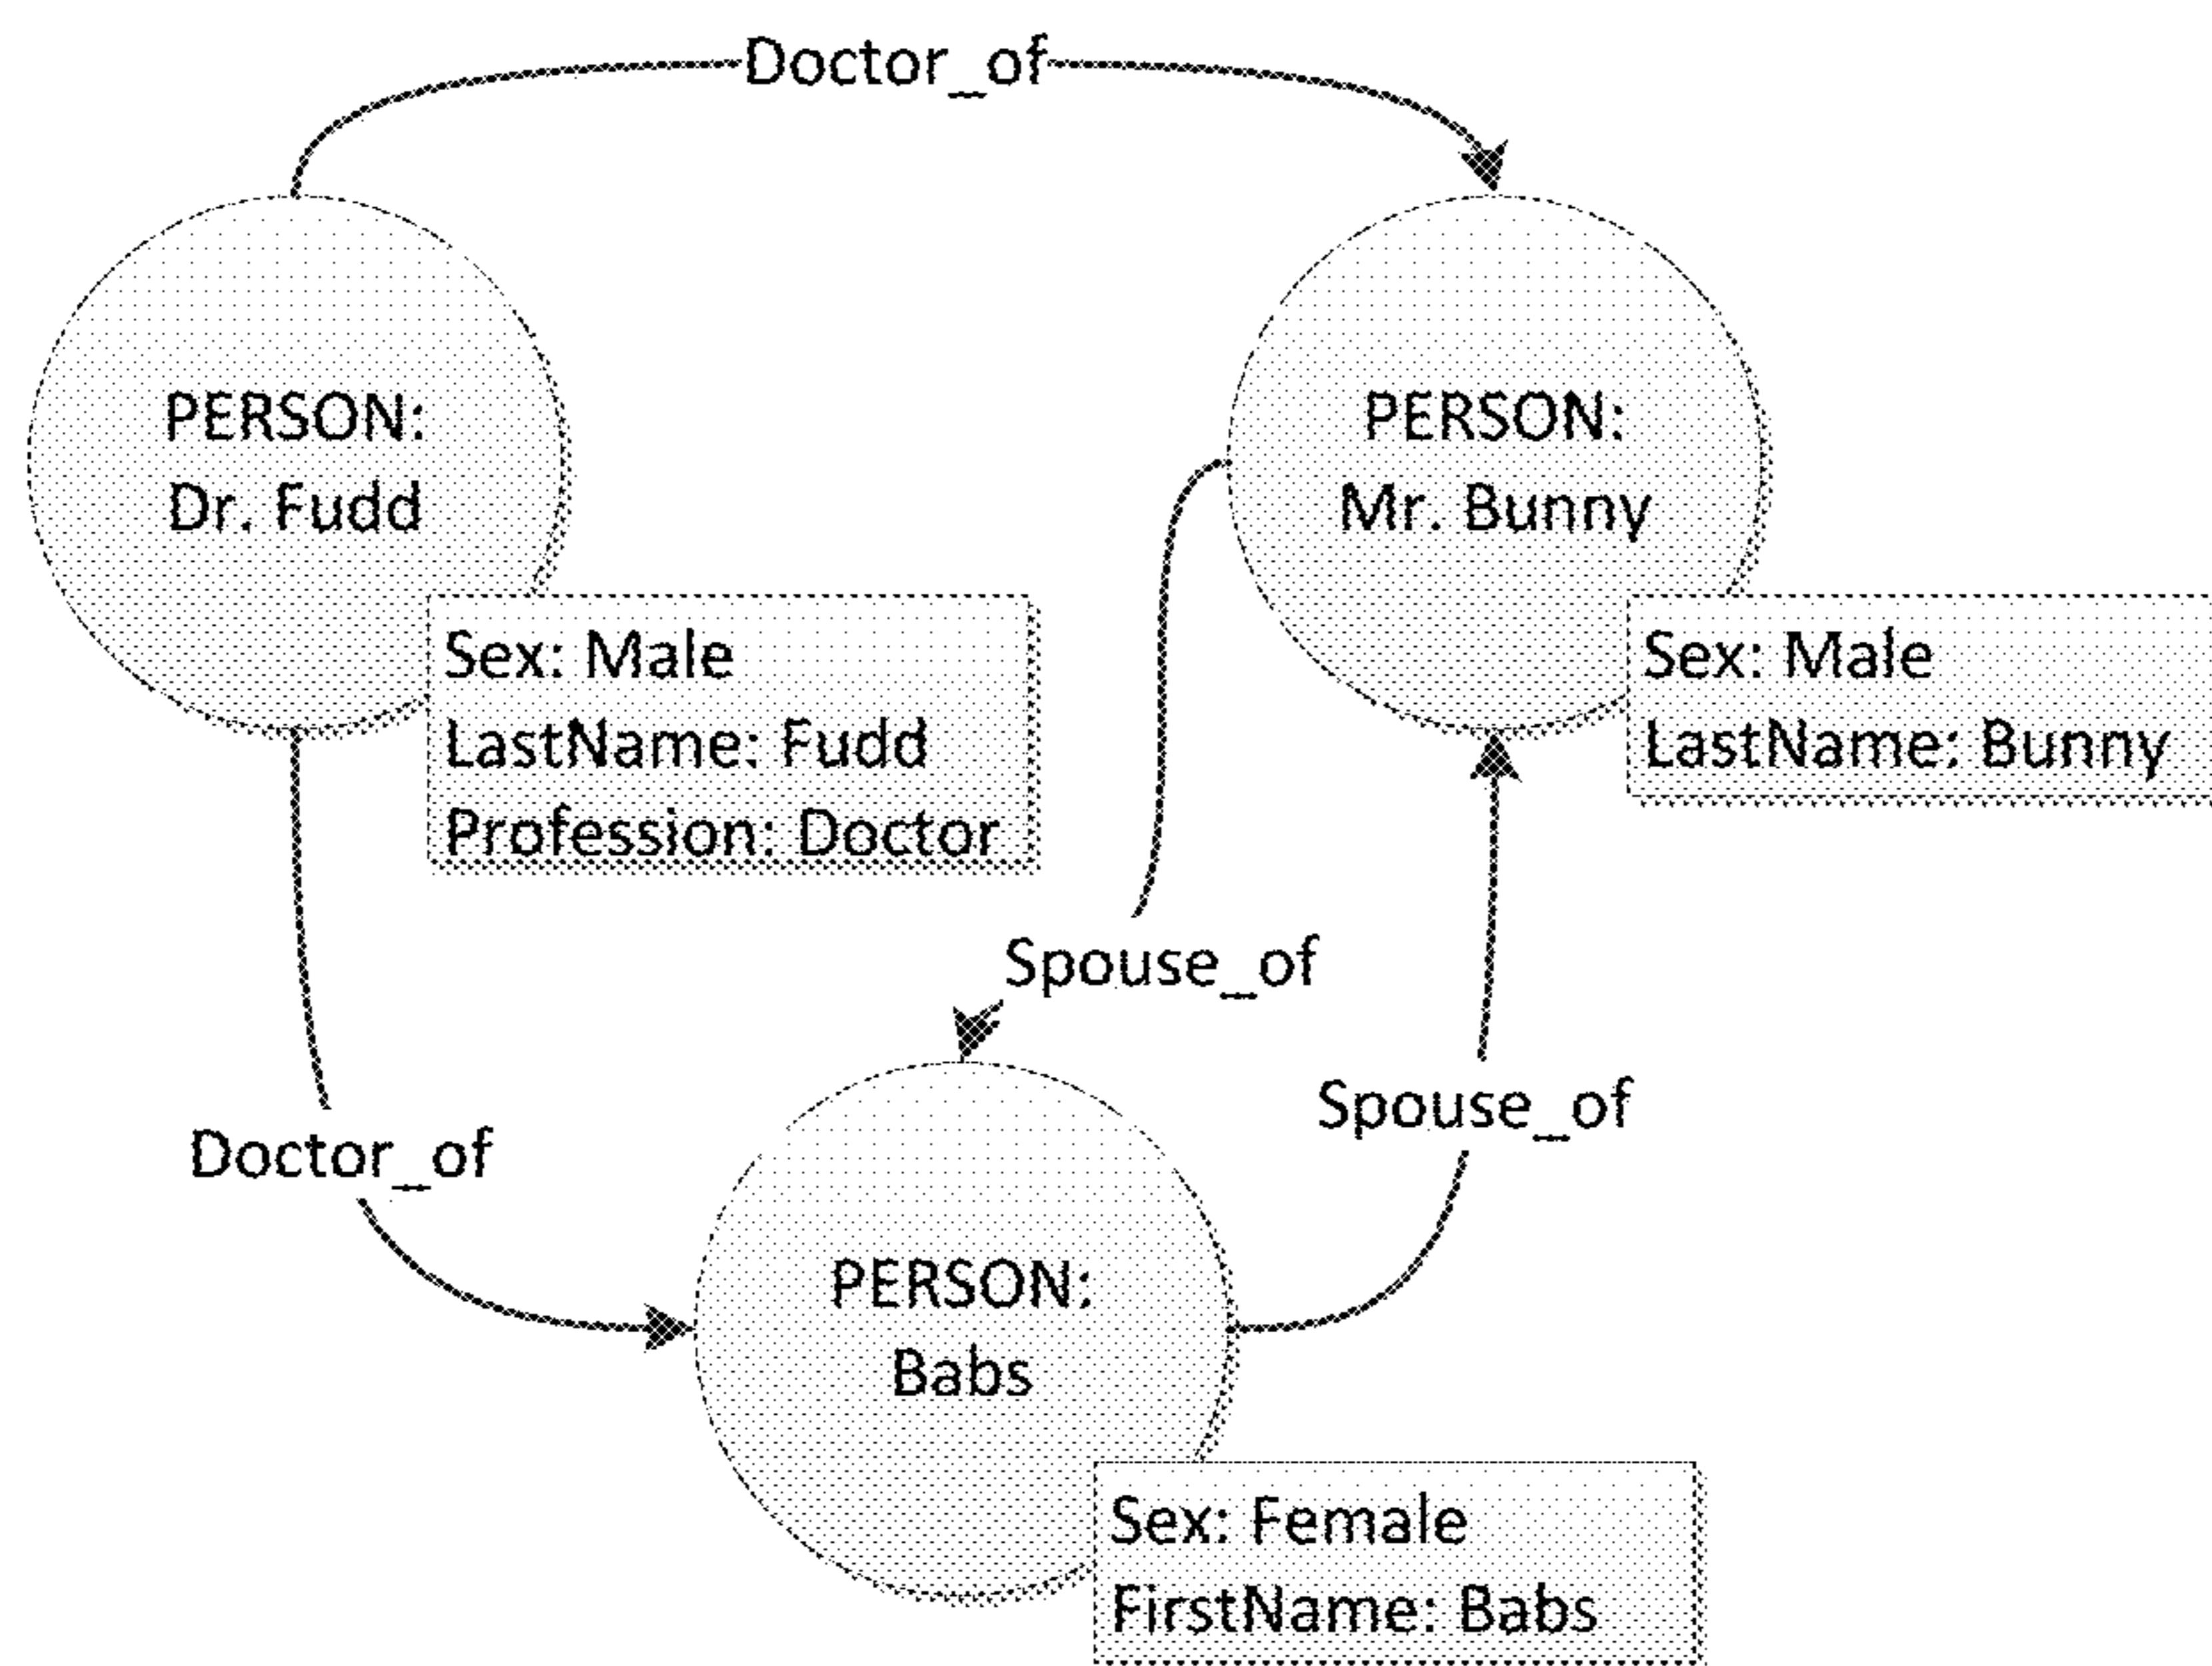 Doctor_of
PERSON:
Dr. Fudd
PERSON:
Mr. Bunny
Sex: Male
LastName: Fudd
Profession: Doctor
Sex: Male
LastName: Bunny
Spouse_of
Spouse_of
Doctor_of
PERSON:
Babs
Sex: Female
FirstName: Babs